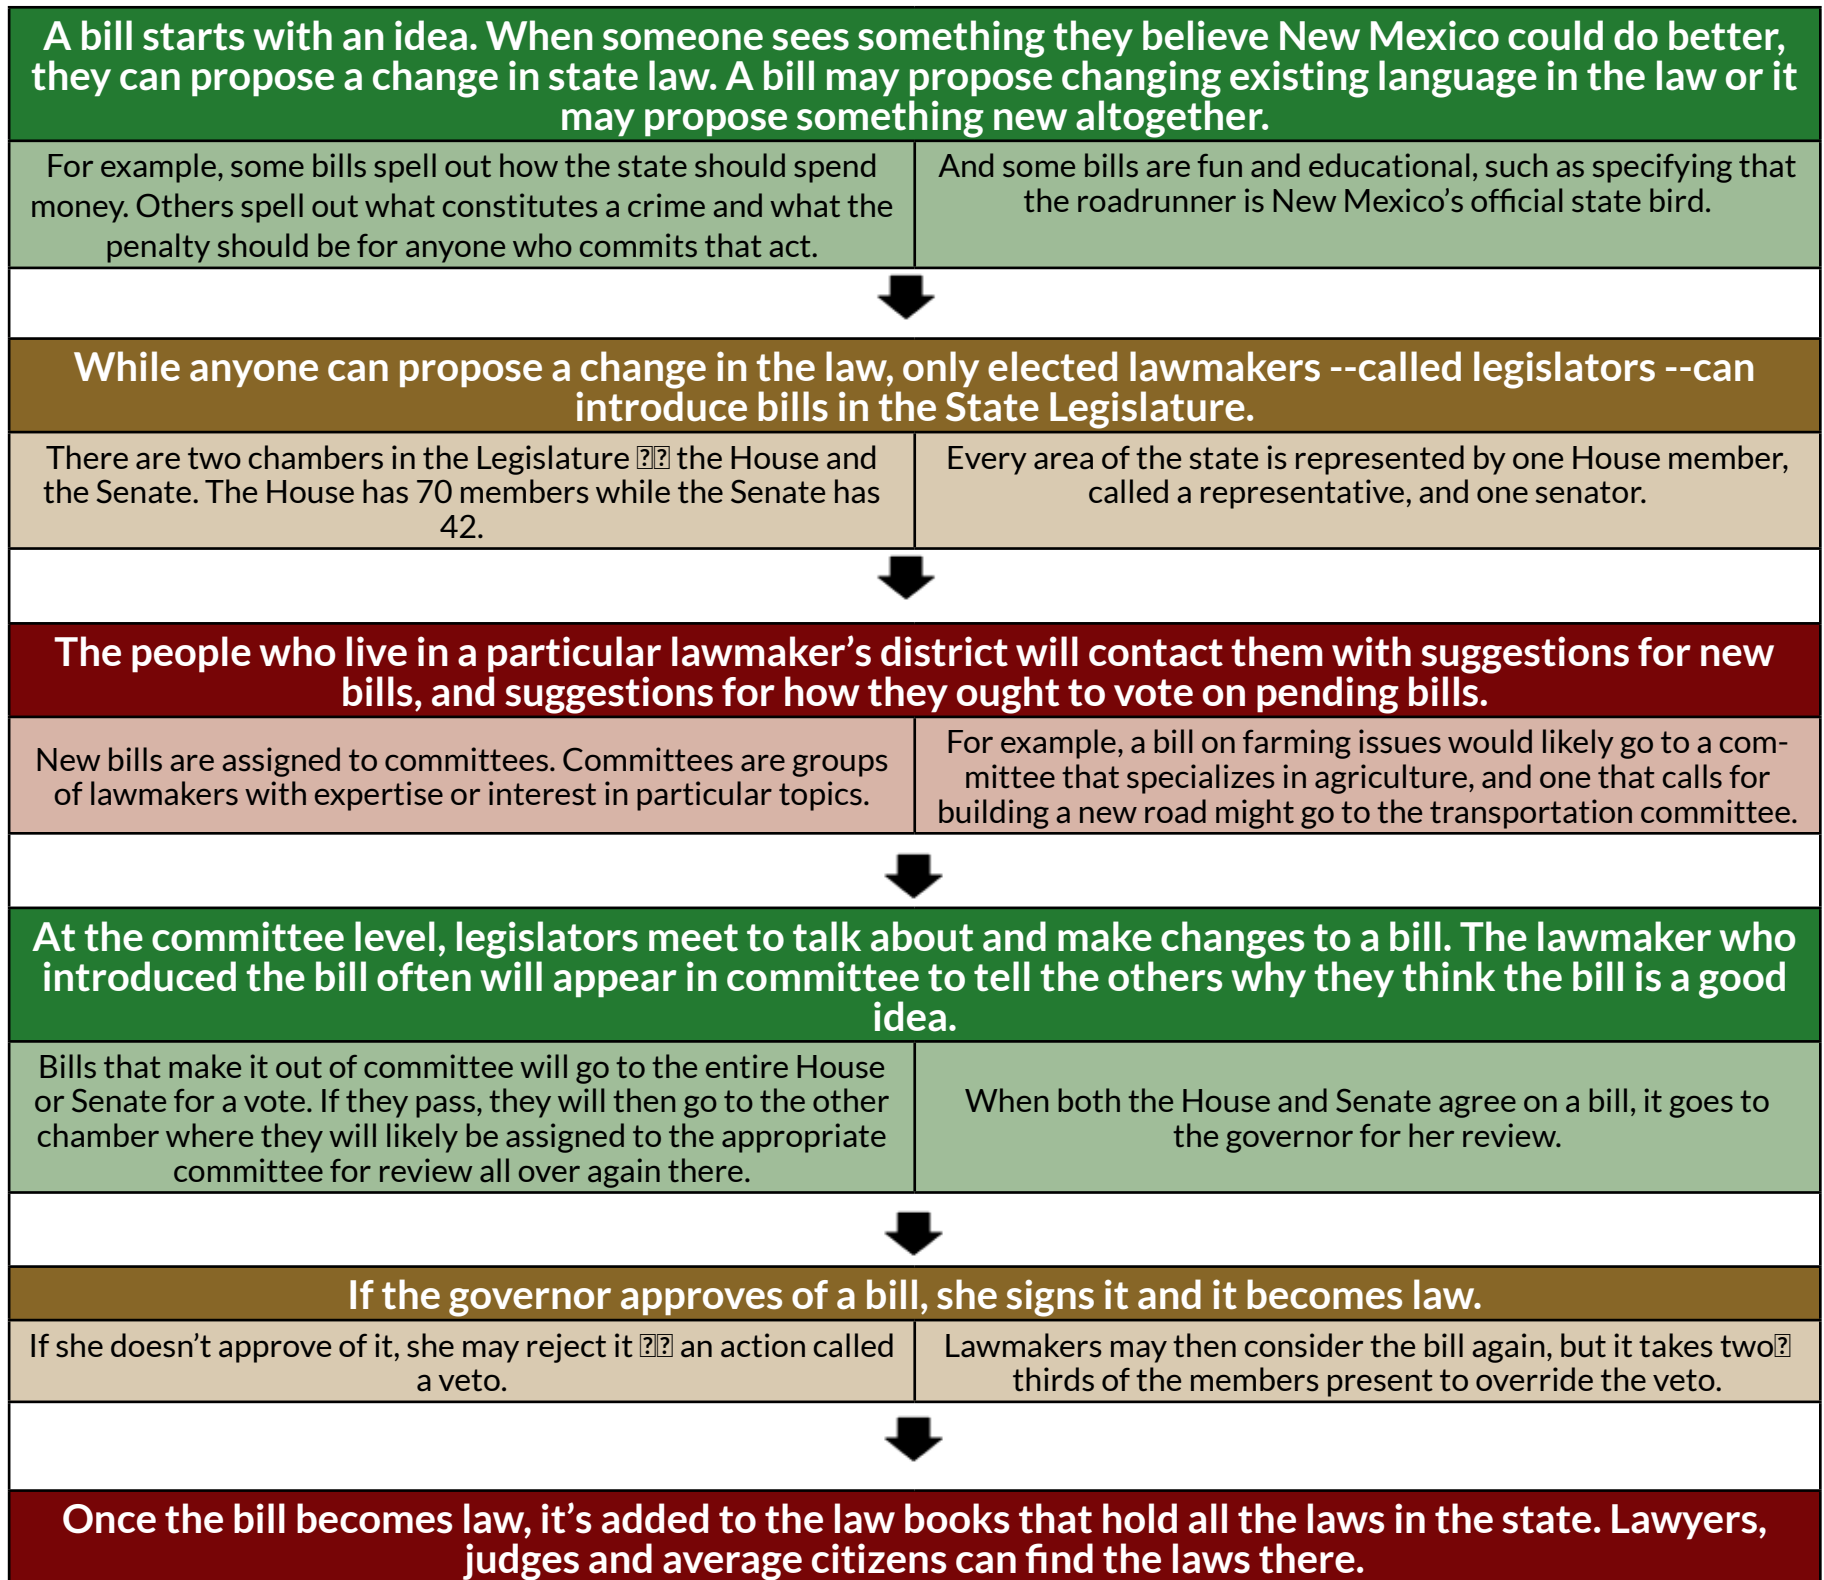 A bill starts with an idea. When someone sees something they believe New Mexico could do better,
they can propose a change in state law. A bill may propose changing existing language in the law or it
may propose something new altogether.
For example, some bills spell out how the state should spend
money. Others spell out what constitutes a crime and what the
penalty should be for anyone who commits that act.
And some bills are fun and educational, such as specifying that
the roadrunner is New Mexico’s official state bird.
While anyone can propose a change in the law, only elected lawmakers --called legislators --can
introduce bills in the State Legislature.
There are two chambers in the Legislature ⍰⍰ the House and
the Senate. The House has 70 members while the Senate has
42.
Every area of the state is represented by one House member,
called a representative, and one senator.
The people who live in a particular lawmaker’s district will contact them with suggestions for new
bills, and suggestions for how they ought to vote on pending bills.
New bills are assigned to committees. Committees are groups
of lawmakers with expertise or interest in particular topics.
For example, a bill on farming issues would likely go to a com-
mittee that specializes in agriculture, and one that calls for
building a new road might go to the transportation committee.
At the committee level, legislators meet to talk about and make changes to a bill. The lawmaker who
introduced the bill often will appear in committee to tell the others why they think the bill is a good
idea.
Bills that make it out of committee will go to the entire House
or Senate for a vote. If they pass, they will then go to the other
chamber where they will likely be assigned to the appropriate
committee for review all over again there.
When both the House and Senate agree on a bill, it goes to
the governor for her review.
If the governor approves of a bill, she signs it and it becomes law.
If she doesn’t approve of it, she may reject it ⍰⍰ an action called
a veto.
Lawmakers may then consider the bill again, but it takes two⍰
thirds of the members present to override the veto.
Once the bill becomes law, it’s added to the law books that hold all the laws in the state. Lawyers,
judges and average citizens can find the laws there.